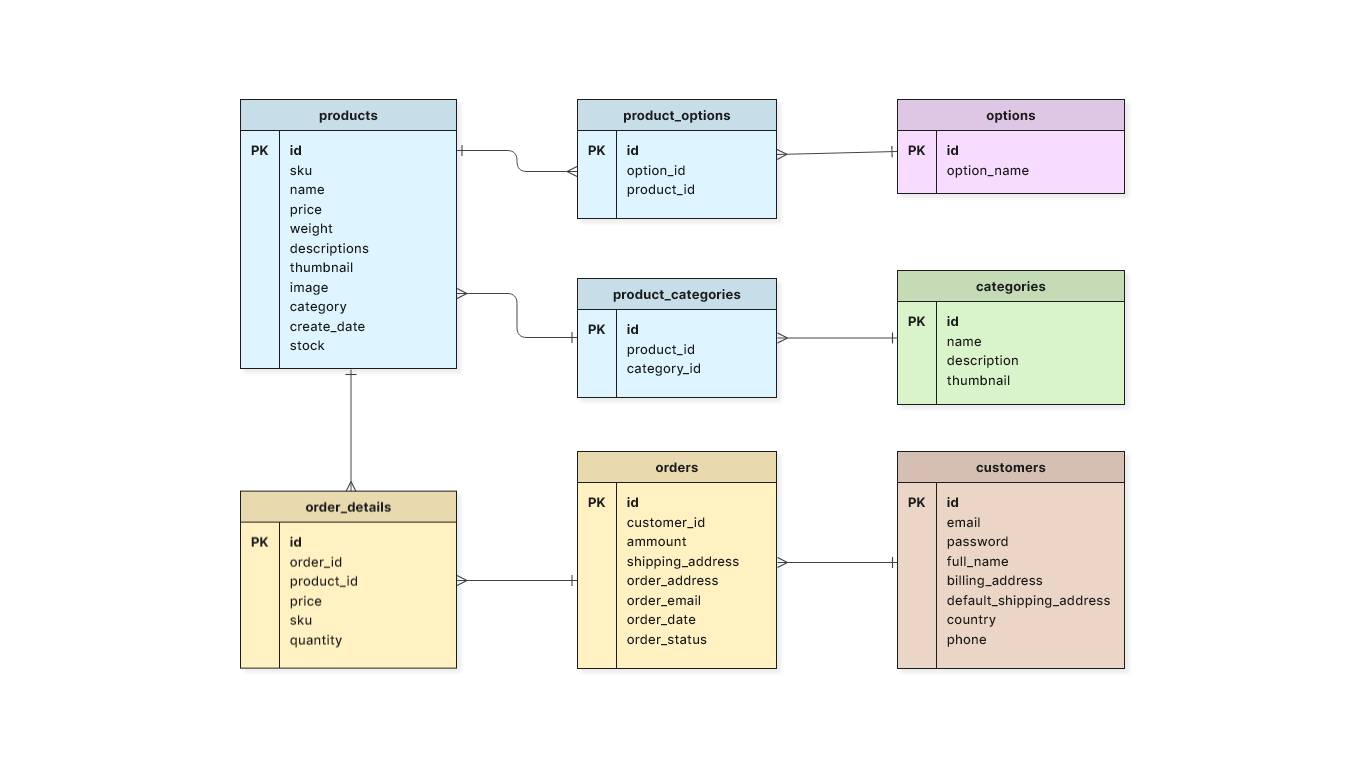 products
PK id
sku
name
price
weight
descriptions
thumbnail
image
category
create_date
stock
product_options
PK id
option_id
product_id
options
PK id
option_name
product_categories
PK id
product_id
category_id
categories
PK id
name
description
thumbnail
order_details
PK id
order_id
product_id
price
sku
quantity
orders
PK id
customer_id
ammount
shipping_address
order_address
order_email
order_date
order_status
customers
PK id
email
password
full_name
billing_address
default_shipping_address
country
phone